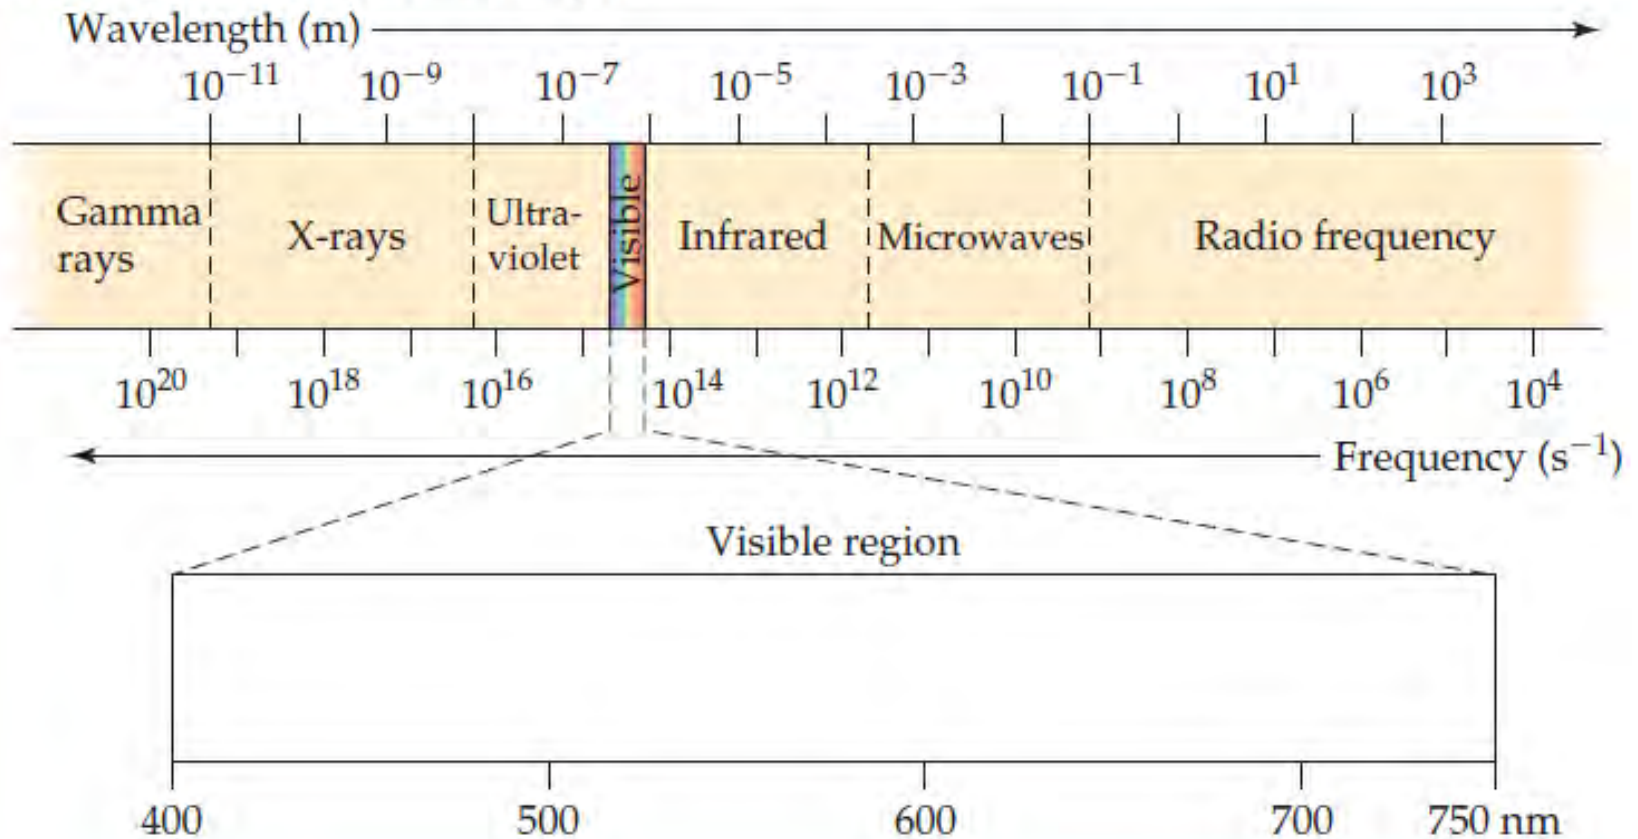 Wavelength (m)
10⁻¹¹ 10⁻⁹ 10⁻⁷ 10⁻⁵ 10⁻³ 10⁻¹ 10¹ 10³
Gamma rays X-rays Ultra-violet Visible Infrared Microwaves Radio frequency
10²⁰ 10¹⁸ 10¹⁶ 10¹⁴ 10¹² 10¹⁰ 10⁸ 10⁶ 10⁴
Frequency (s⁻¹)
Visible region
400 500 600 700 750 nm